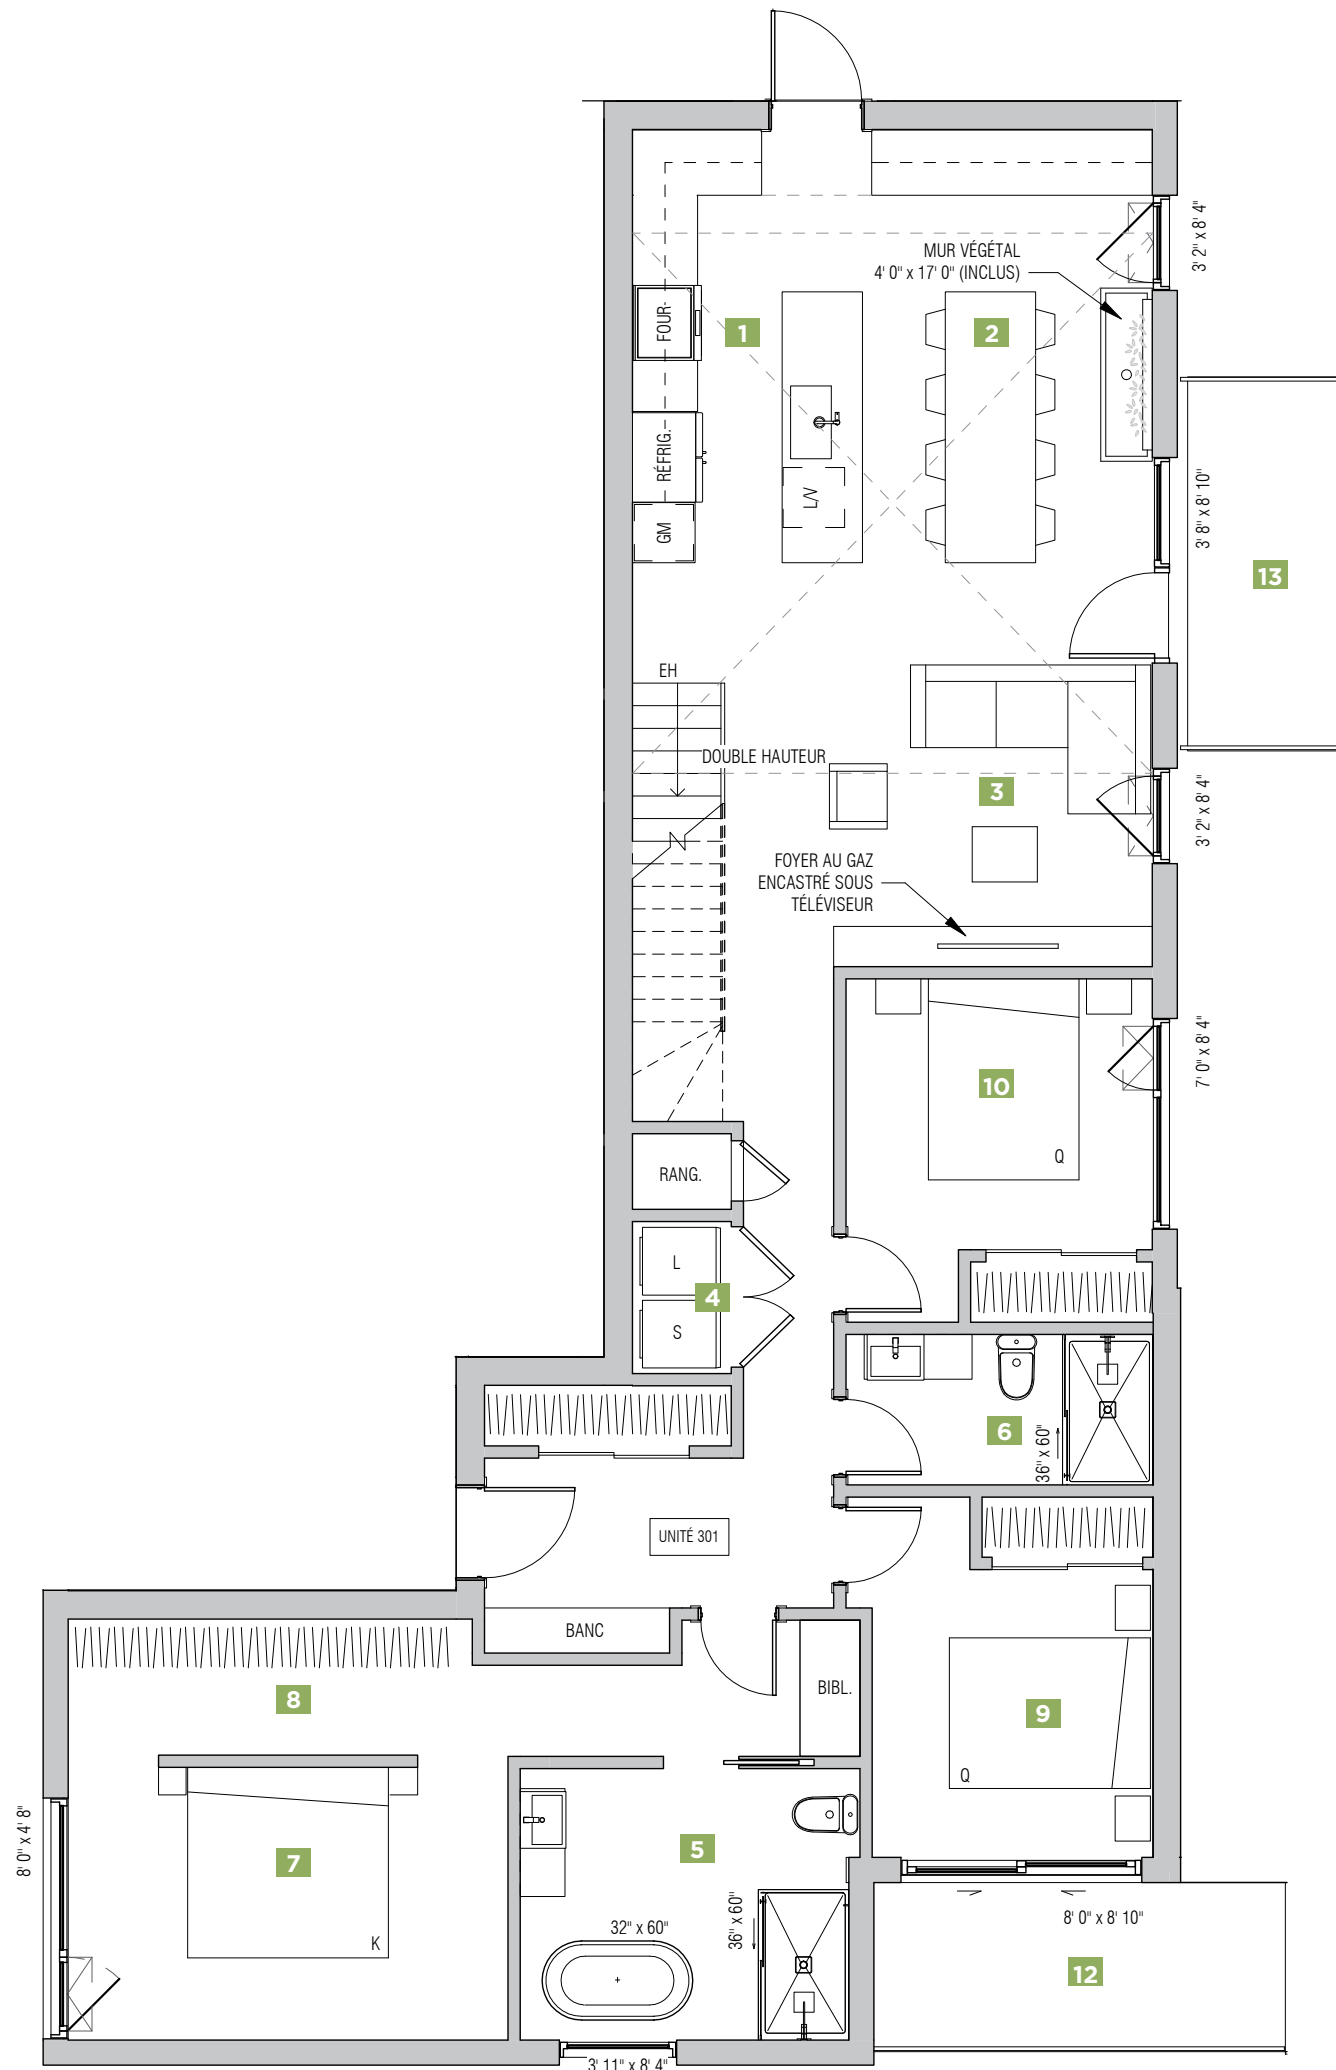 3' 2" x 8' 4"
MUR VÉGÉTAL
4' 0" x 17' 0" (INCLUS)
FOUR
1
2
RÉFRIG.
L/V
GM
3' 8" x 8' 10"
13
EH
DOUBLE HAUTEUR
3
3' 2" x 8' 4"
FOYER AU GAZ
ENCASTRÉ SOUS
TÉLÉVISEUR
10
7' 0" x 8' 4"
Q
RANG.
L
4
S
6
36" x 60"
UNITÉ 301
BANC
BIBL.
8
9
Q
8' 0" x 4' 8"
7
5
K
32" x 60"
36" x 60"
8' 0" x 8' 10"
12
3' 11" x 8' 4"